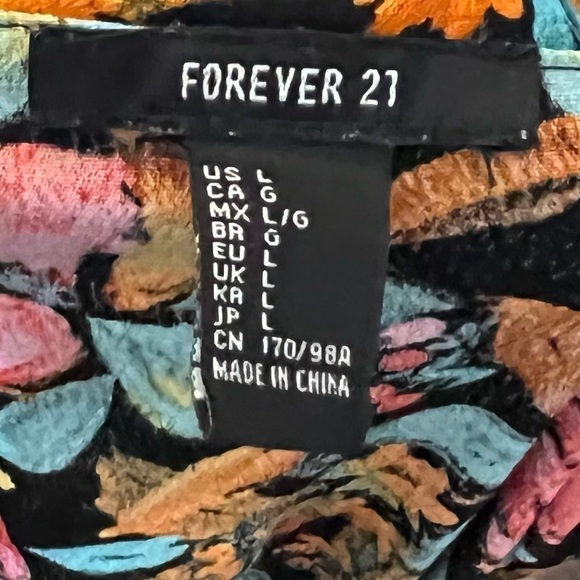 FOREVER 21
US L
CA G
MX L/G
BR G
EU L
UK L
KA L
JP L
CN 170/98A
MADE IN CHINA